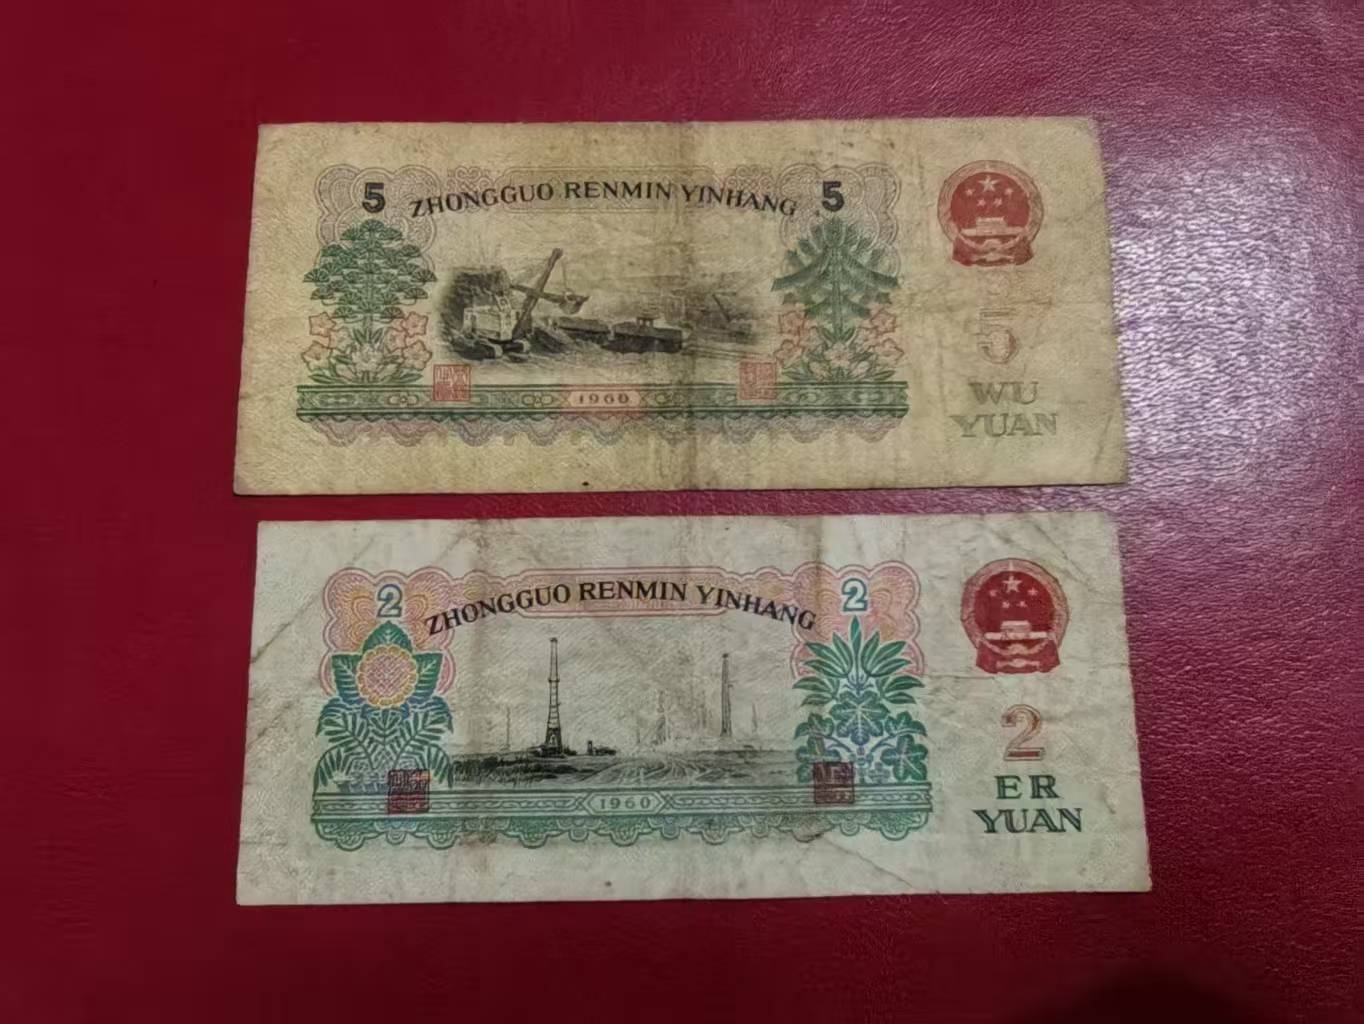 5 ZHONGGUO RENMIN YINHANG 5
5
WU
YUAN
1960
2 ZHONGGUO RENMIN YINHANG 2
2
ER
YUAN
1960